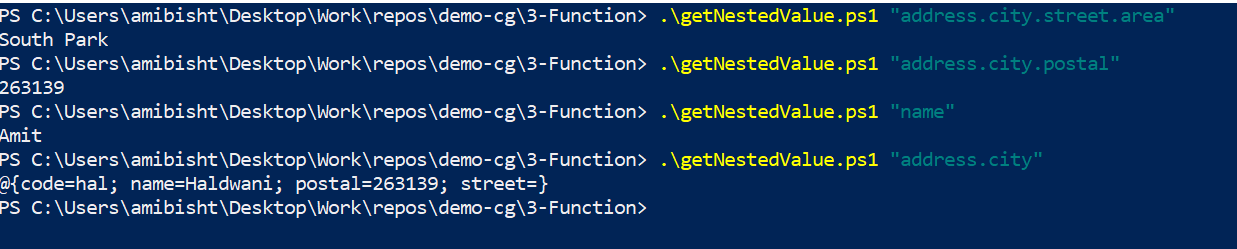 PS C:\Users\amibisht\Desktop\Work\repos\demo-cg\3-Function> .\getNestedValue.ps1 "address.city.street.area"
South Park
PS C:\Users\amibisht\Desktop\Work\repos\demo-cg\3-Function> .\getNestedValue.ps1 "address.city.postal"
263139
PS C:\Users\amibisht\Desktop\Work\repos\demo-cg\3-Function> .\getNestedValue.ps1 "name"
Amit
PS C:\Users\amibisht\Desktop\Work\repos\demo-cg\3-Function> .\getNestedValue.ps1 "address.city"
@{code=hal; name=Haldwani; postal=263139; street=}
PS C:\Users\amibisht\Desktop\Work\repos\demo-cg\3-Function>